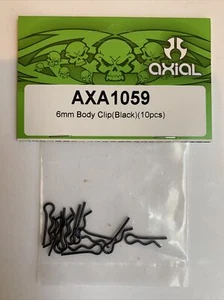 AXIAL
AXA1059
6mm Body Clip(Black)(10pcs)